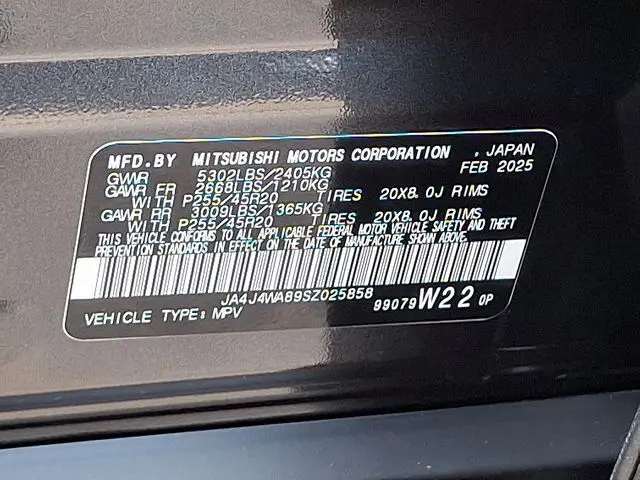 MFD.BY MITSUBISHI MOTORS CORPORATION , JAPAN
GVWR 5302LBS/2405KG FEB 2025
GAWR FR 2668LBS/1210KG
WITH P255/45R20 TIRES 20X8.0J RIMS
GAWR RR 3009LBS/1365KG
WITH P255/45R20 TIRES 20X8.0J RIMS
THIS VEHICLE CONFORMS TO ALL APPLICABLE FEDERAL MOTOR VEHICLE SAFETY AND THEFT
PREVENTION STANDARDS IN EFFECT ON THE DATE OF MANUFACTURE SHOWN ABOVE.
JA4J4WA89SZ025858
VEHICLE TYPE: MPV 99079 W22 0P